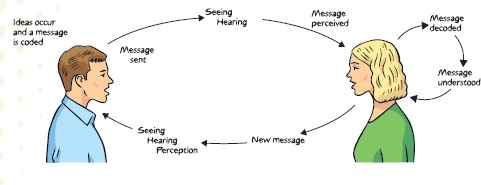 Ideas occur
and a message
is coded
Message
sent
Seeing
Hearing
Message
perceived
Message
decoded
Message
understood
New message
Seeing
Hearing
Perception